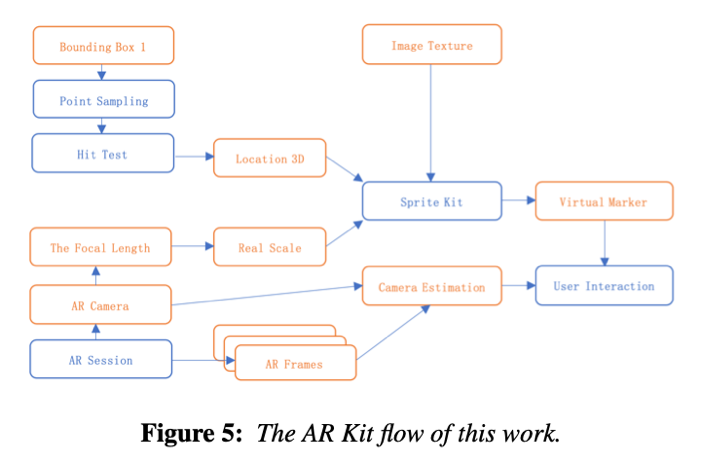 Bounding Box 1
Image Texture
Point Sampling
Hit Test
Location 3D
Sprite Kit
Virtual Marker
The Focal Length
Real Scale
AR Camera
Camera Estimation
User Interaction
AR Session
AR Frames
Figure 5: The AR Kit flow of this work.